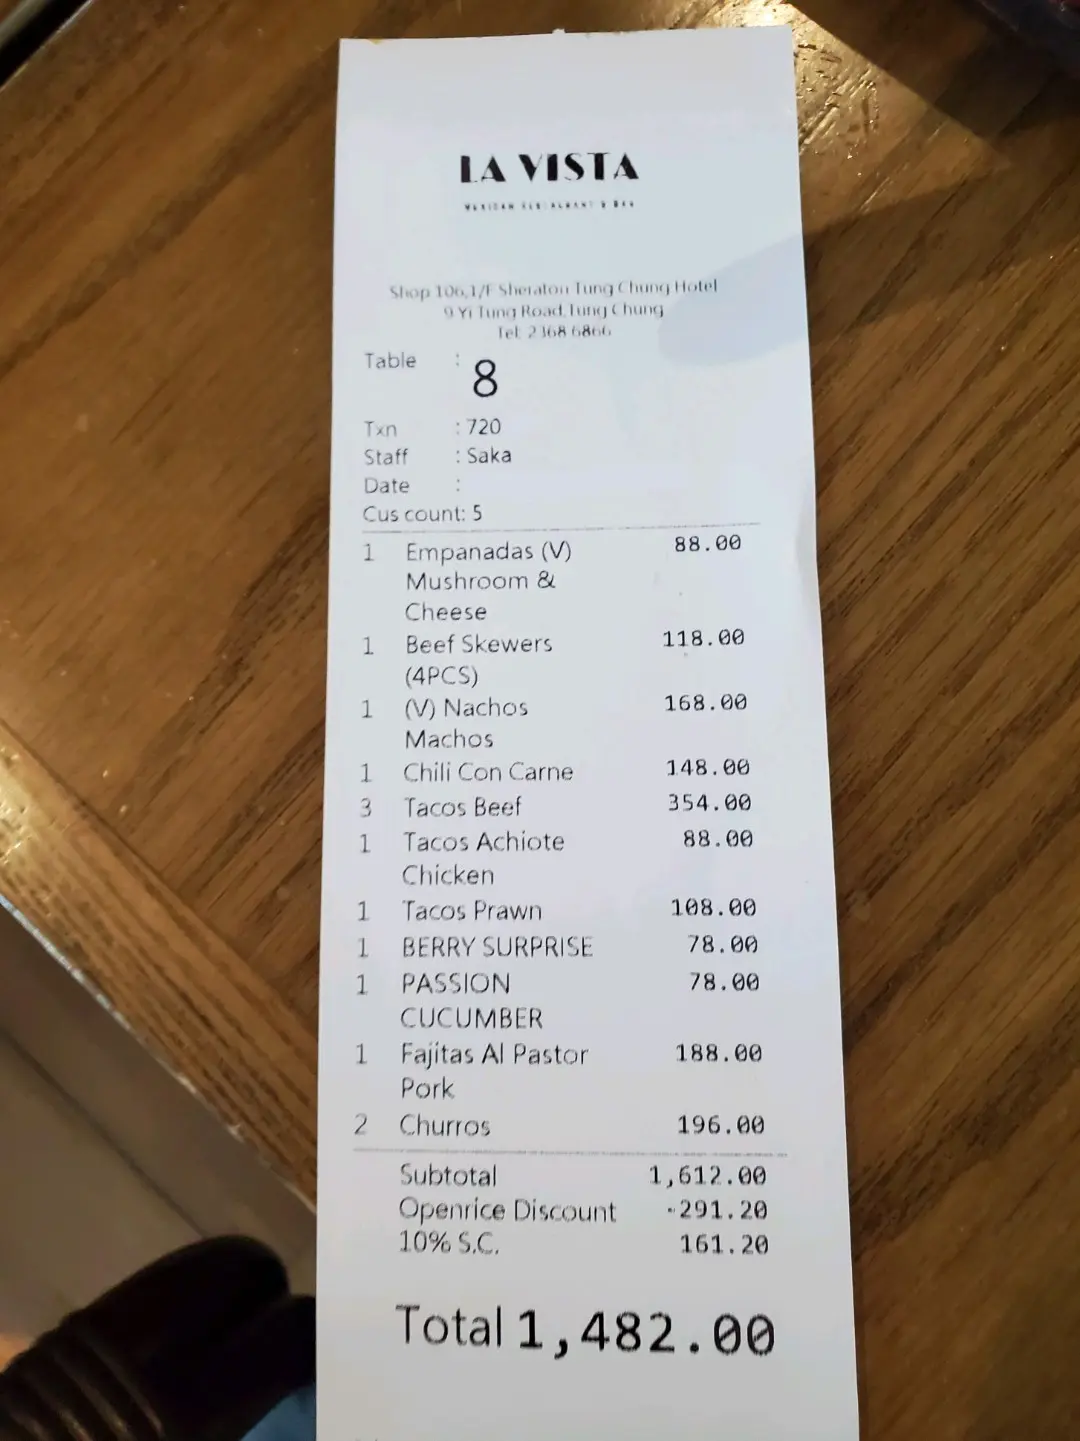 LA VISTA
MEXICAN RESTAURANT & BAR
Shop 106,1/F Sheraton Tung Chung Hotel
9 Yi Tung Road,Tung Chung
Tel: 2368 6866
Table : 8
Txn : 720
Staff : Saka
Date :
Cus count: 5
1 Empanadas (V) 88.00
Mushroom &
Cheese
1 Beef Skewers 118.00
(4PCS)
1 (V) Nachos 168.00
Machos
1 Chili Con Carne 148.00
3 Tacos Beef 354.00
1 Tacos Achiote 88.00
Chicken
1 Tacos Prawn 108.00
1 BERRY SURPRISE 78.00
1 PASSION 78.00
CUCUMBER
1 Fajitas Al Pastor 188.00
Pork
2 Churros 196.00
Subtotal 1,612.00
Openrice Discount -291.20
10% S.C. 161.20
Total 1,482.00